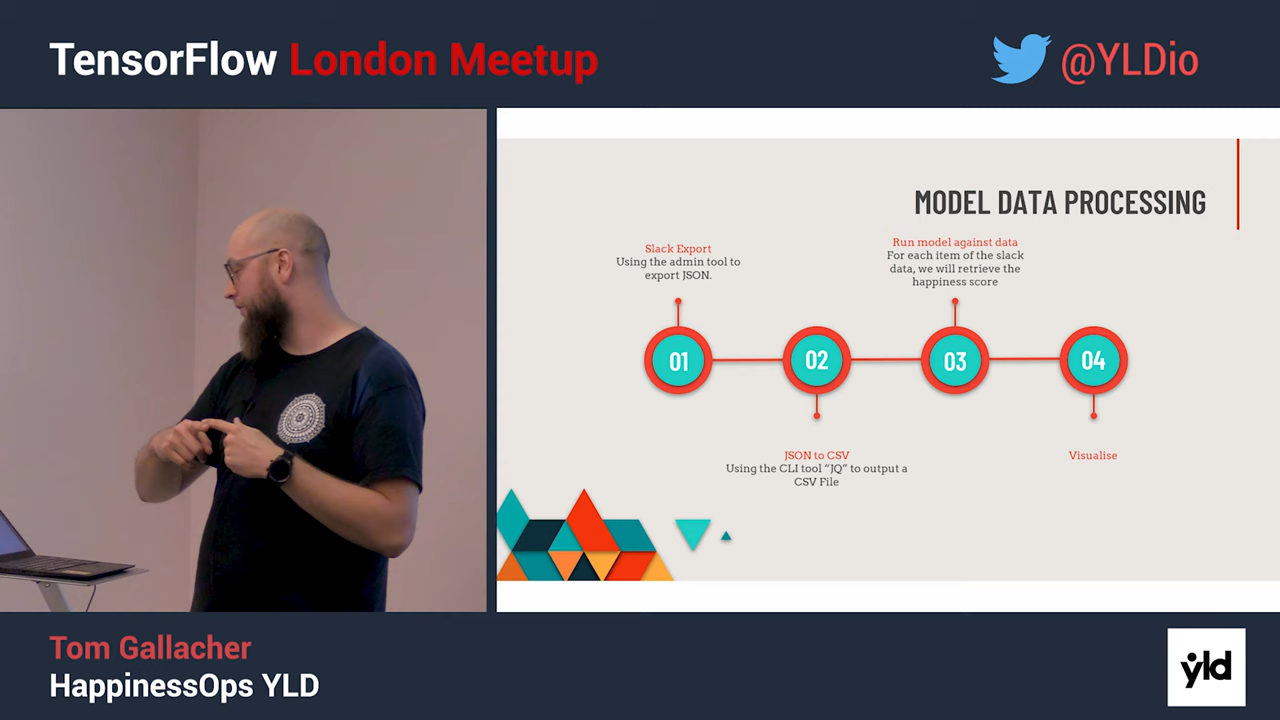 TensorFlow London Meetup
@YLDio
MODEL DATA PROCESSING
Slack Export
Using the admin tool to
export JSON.
Run model against data
For each item of the slack
data, we will retrieve the
happiness score
01
02
03
04
JSON to CSV
Using the CLI tool “JQ” to output a
CSV File
Visualise
Tom Gallacher
HappinessOps YLD
yld